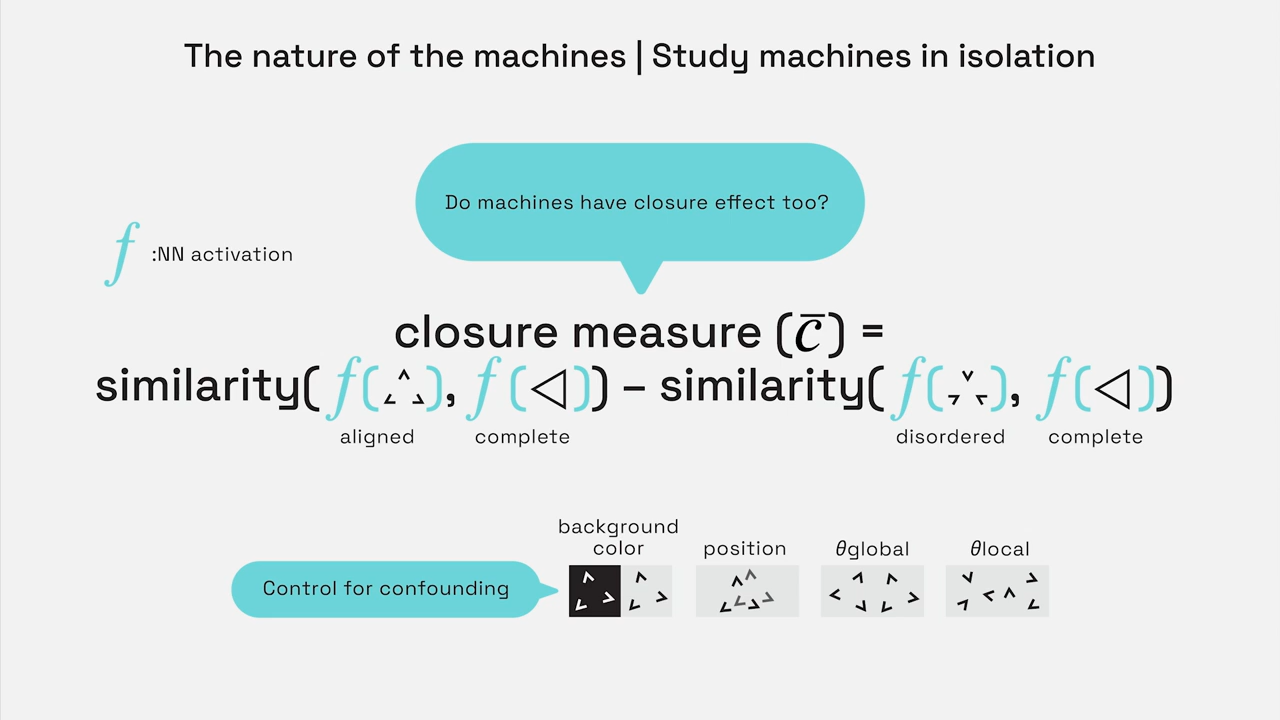 The nature of the machines | Study machines in isolation
Do machines have closure effect too?
f :NN activation
closure measure (C̅) =
similarity( f( ), f ( )) – similarity( f( ), f( ))
aligned complete disordered complete
background
color position θglobal θlocal
Control for confounding